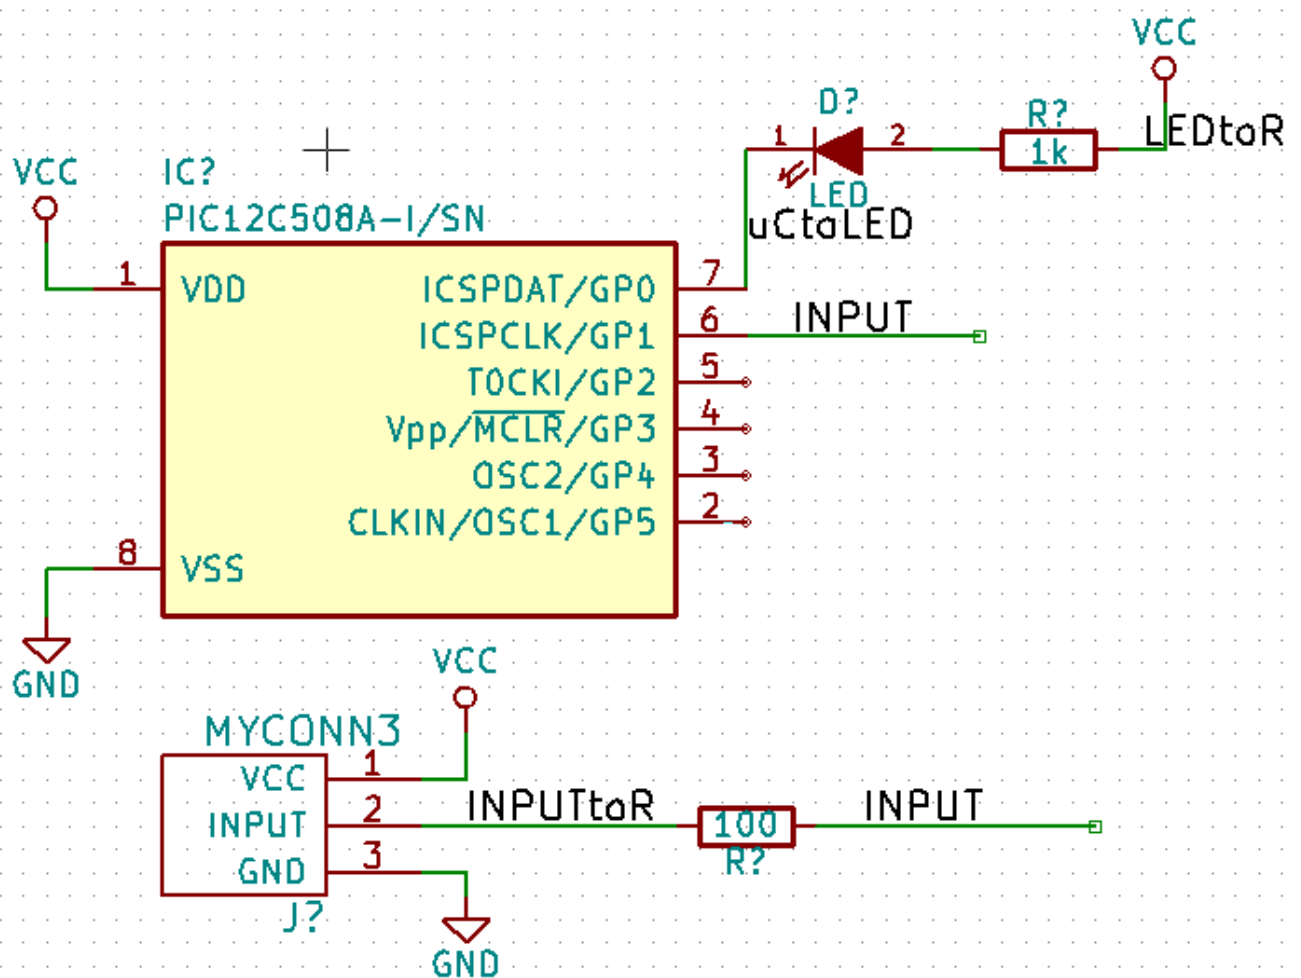 VCC
D?
R?
1
2
1k
LEDtoR
LED
uCtoLED
VCC
IC?
PIC12C508A-I/SN
1
VDD
ICSPDAT/GP0
7
ICSPCLK/GP1
6
INPUT
T0CKI/GP2
5
Vpp/MCLR/GP3
4
OSC2/GP4
3
CLKIN/OSC1/GP5
2
8
VSS
GND
VCC
MYCONN3
VCC
1
INPUT
2
INPUTtoR
100
R?
INPUT
GND
3
J?
GND